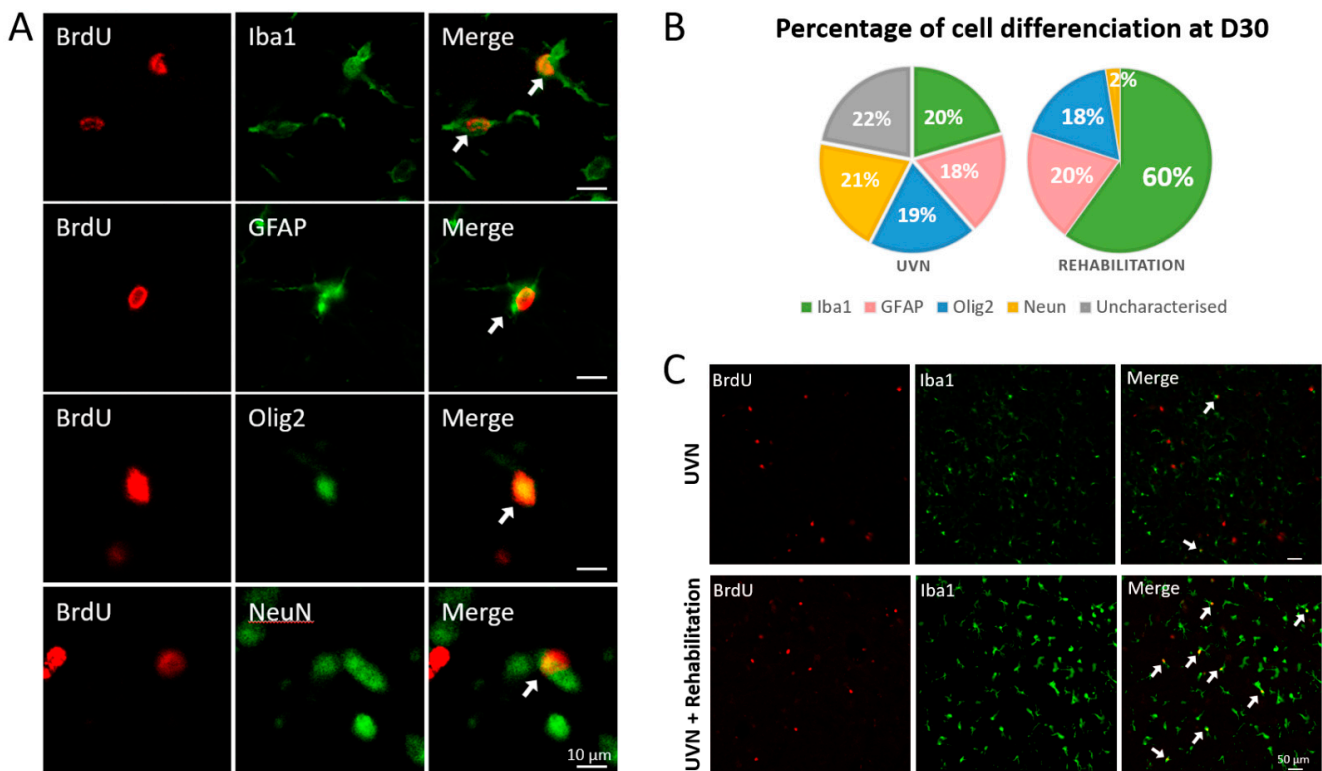 A
BrdU Iba1 Merge
BrdU GFAP Merge
BrdU Olig2 Merge
BrdU NeuN Merge
10 µm
B
Percentage of cell differenciation at D30
22% 20% 18% 19% 21%
UVN
2% 18% 20% 60%
REHABILITATION
Iba1 GFAP Olig2 Neun Uncharacterised
C
UVN
BrdU Iba1 Merge
UVN + Rehabilitation
BrdU Iba1 Merge
50 µm